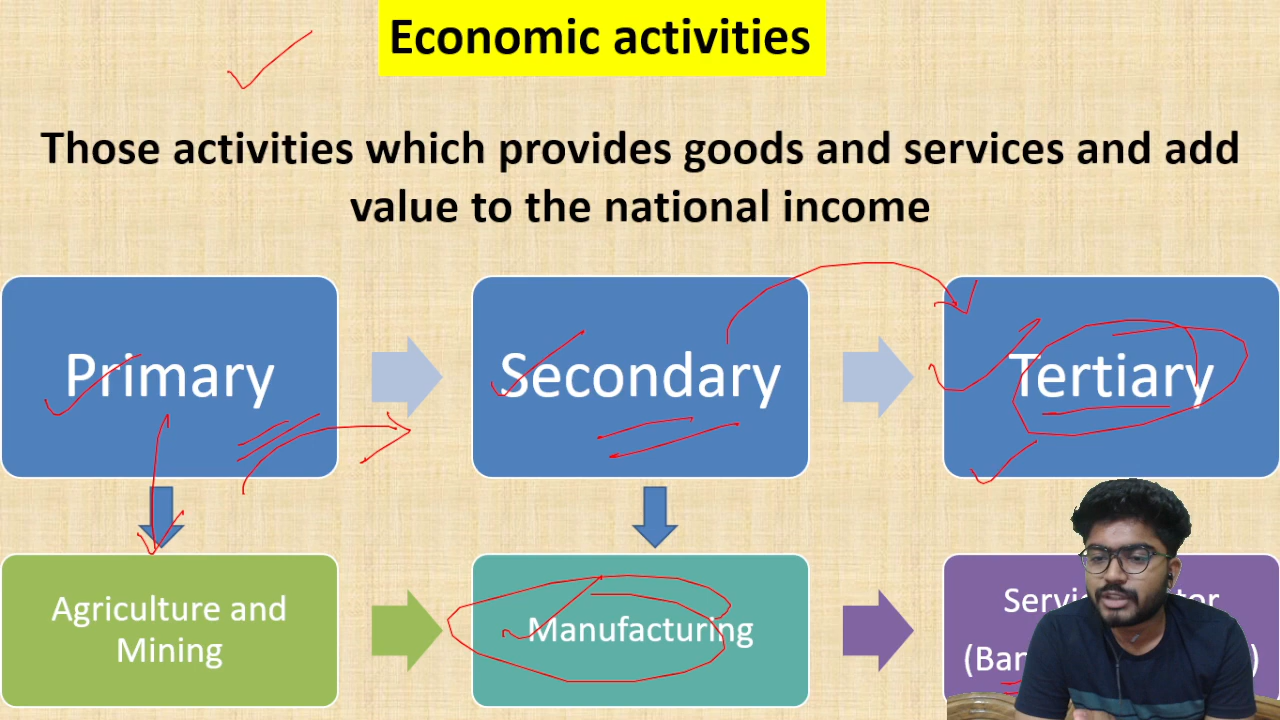 Economic activities
Those activities which provides goods and services and add
value to the national income
Primary
Secondary
Tertiary
Agriculture and
Mining
Manufacturing